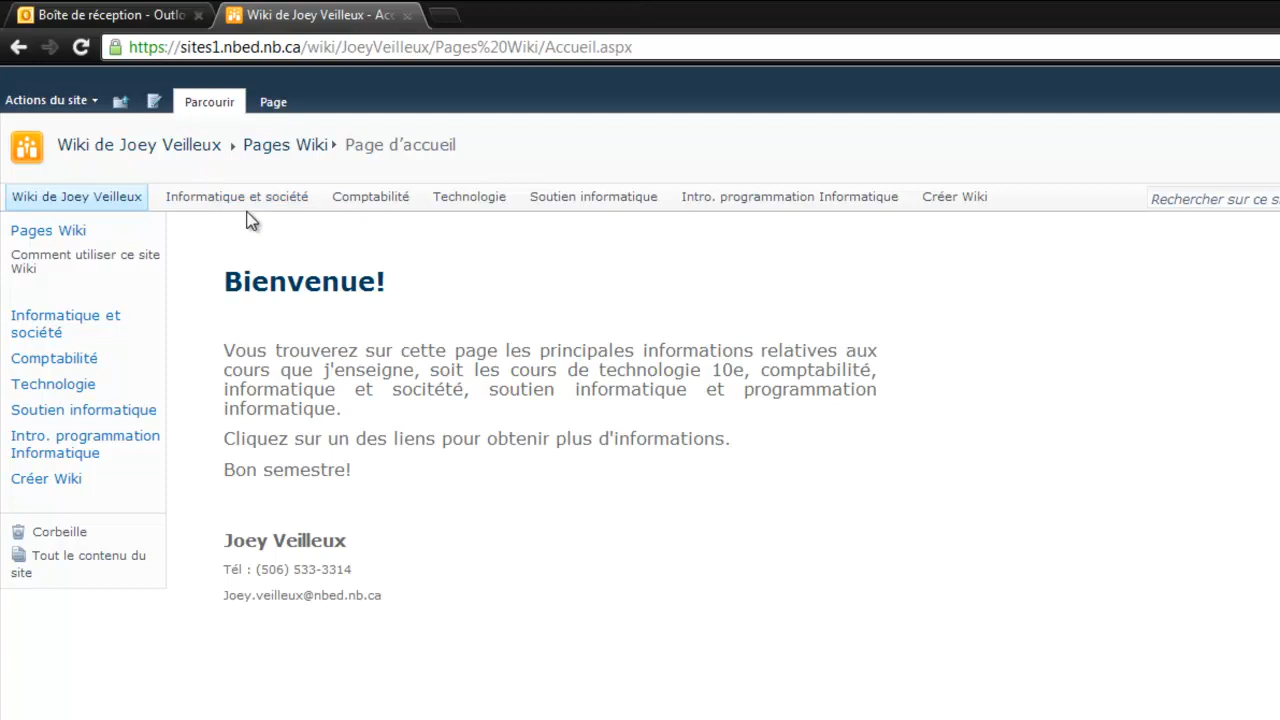 Boîte de réception - Outlo
Wiki de Joey Veilleux - Acc
https://sites1.nbed.nb.ca/wiki/JoeyVeilleux/Pages%20Wiki/Accueil.aspx
Actions du site
Parcourir
Page
Wiki de Joey Veilleux
Pages Wiki
Page d’accueil
Wiki de Joey Veilleux
Informatique et société
Comptabilité
Technologie
Soutien informatique
Intro. programmation Informatique
Créer Wiki
Rechercher sur ce s
Pages Wiki
Comment utiliser ce site
Wiki
Informatique et
société
Comptabilité
Technologie
Soutien informatique
Intro. programmation
Informatique
Créer Wiki
Corbeille
Tout le contenu du
site
Bienvenue!
Vous trouverez sur cette page les principales informations relatives aux
cours que j'enseigne, soit les cours de technologie 10e, comptabilité,
informatique et socitété, soutien informatique et programmation
informatique.
Cliquez sur un des liens pour obtenir plus d'informations.
Bon semestre!
Joey Veilleux
Tél : (506) 533-3314
Joey.veilleux@nbed.nb.ca